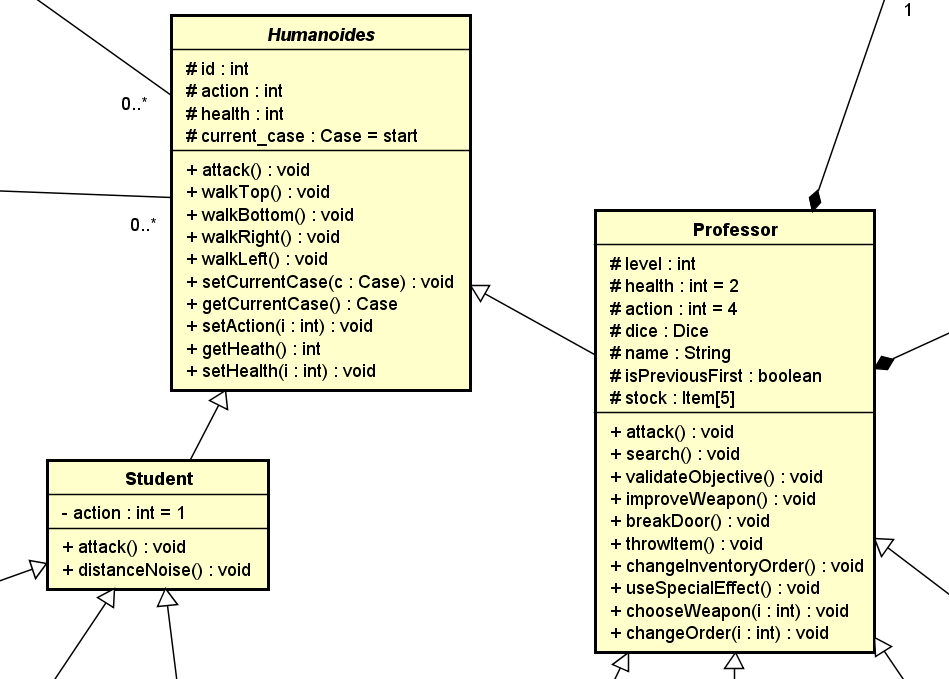 1
Humanoides
# id : int
# action : int
# health : int
# current_case : Case = start
+ attack() : void
+ walkTop() : void
+ walkBottom() : void
+ walkRight() : void
+ walkLeft() : void
+ setCurrentCase(c : Case) : void
+ getCurrentCase() : Case
+ setAction(i : int) : void
+ getHeath() : int
+ setHealth(i : int) : void
0..*
0..*
Professor
# level : int
# health : int = 2
# action : int = 4
# dice : Dice
# name : String
# isPreviousFirst : boolean
# stock : Item[5]
+ attack() : void
+ search() : void
+ validateObjective() : void
+ improveWeapon() : void
+ breakDoor() : void
+ throwItem() : void
+ changeInventoryOrder() : void
+ useSpecialEffect() : void
+ chooseWeapon(i : int) : void
+ changeOrder(i : int) : void
Student
- action : int = 1
+ attack() : void
+ distanceNoise() : void